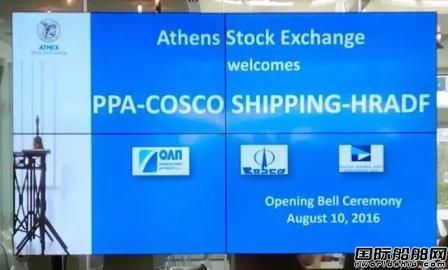 ATHEX
Athens Stock Exchange
welcomes
PPA-COSCO SHIPPING-HRADF
ΟΛΠ
COSCO
Opening Bell Ceremony
August 10, 2016
国际船舶网